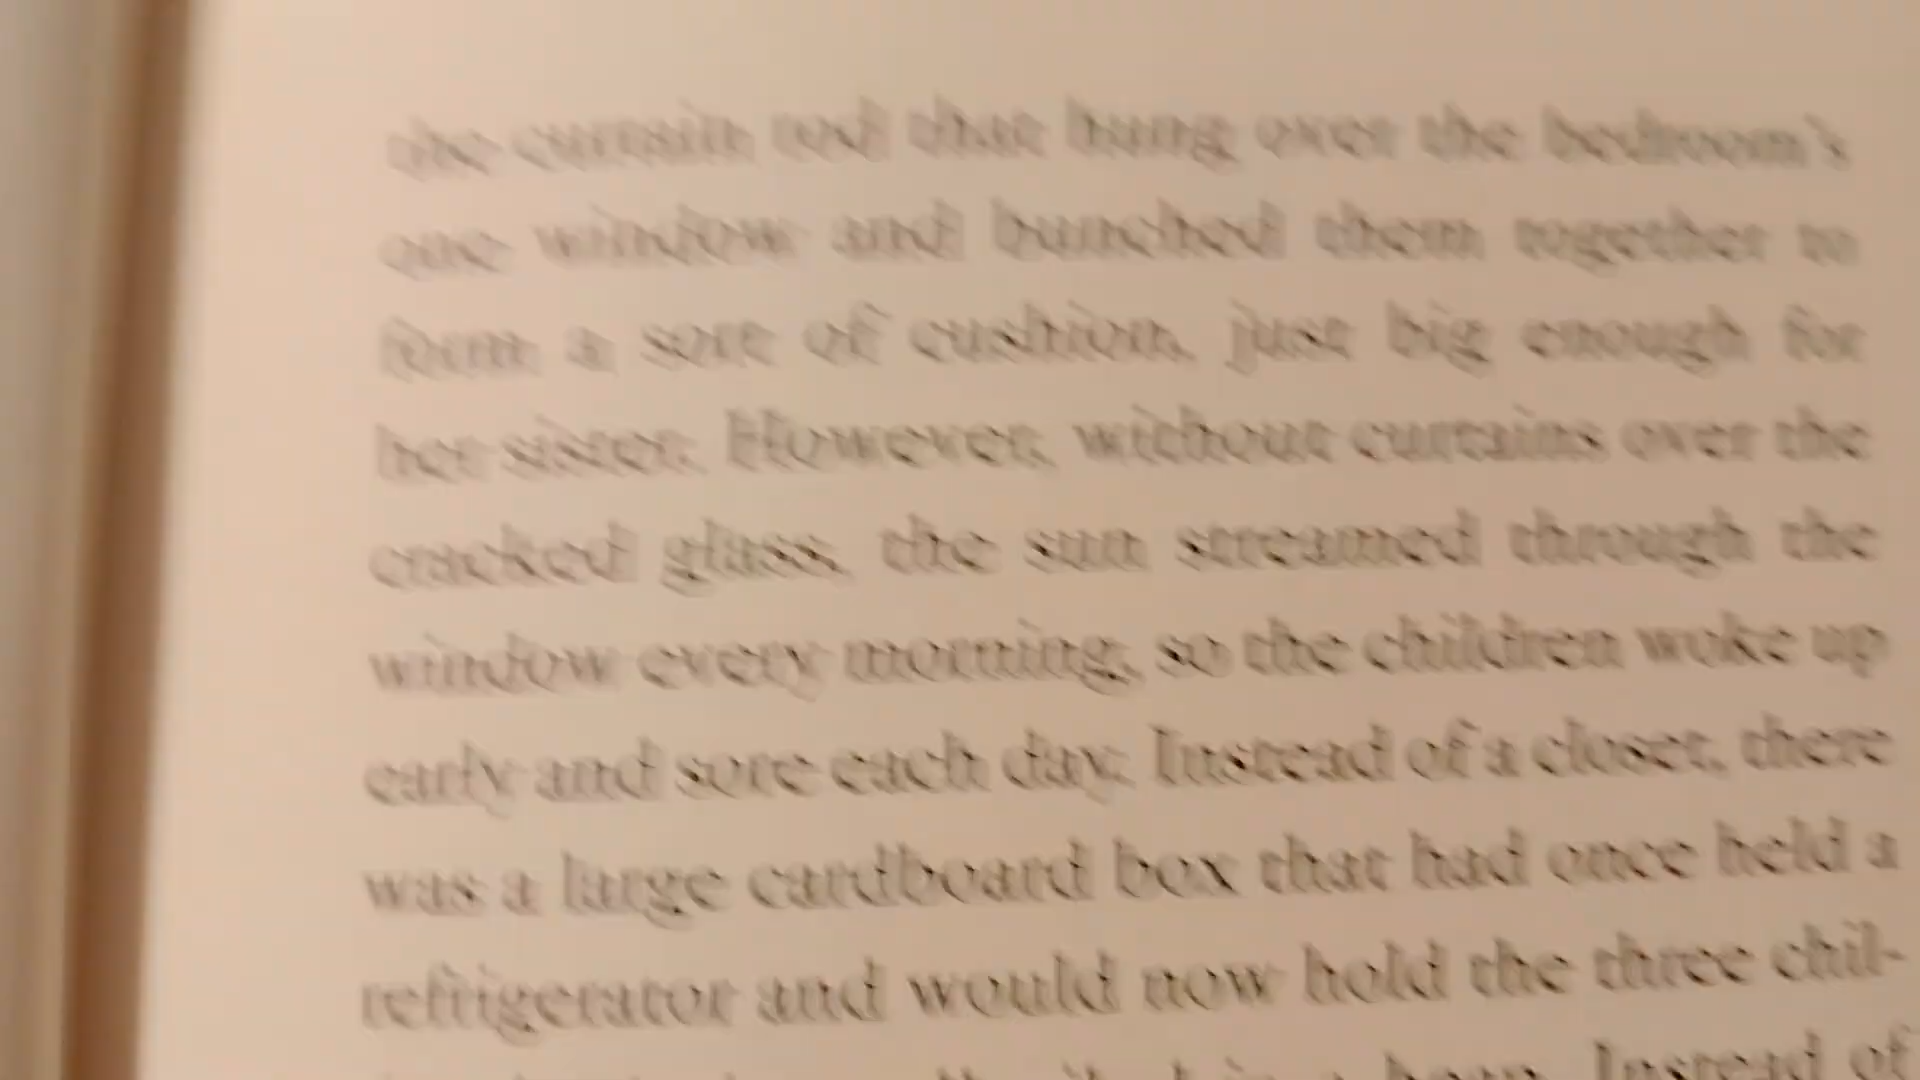 the curtain rod that hung over the bedroom's
one window and bunched them together to
form a sort of cushion, just big enough for
her sister. However, without curtains over the
cracked glass, the sun streamed through the
window every morning, so the children woke up
early and sore each day. Instead of a closet, there
was a large cardboard box that had once held a
refrigerator and would now hold the three chil-
Instead of